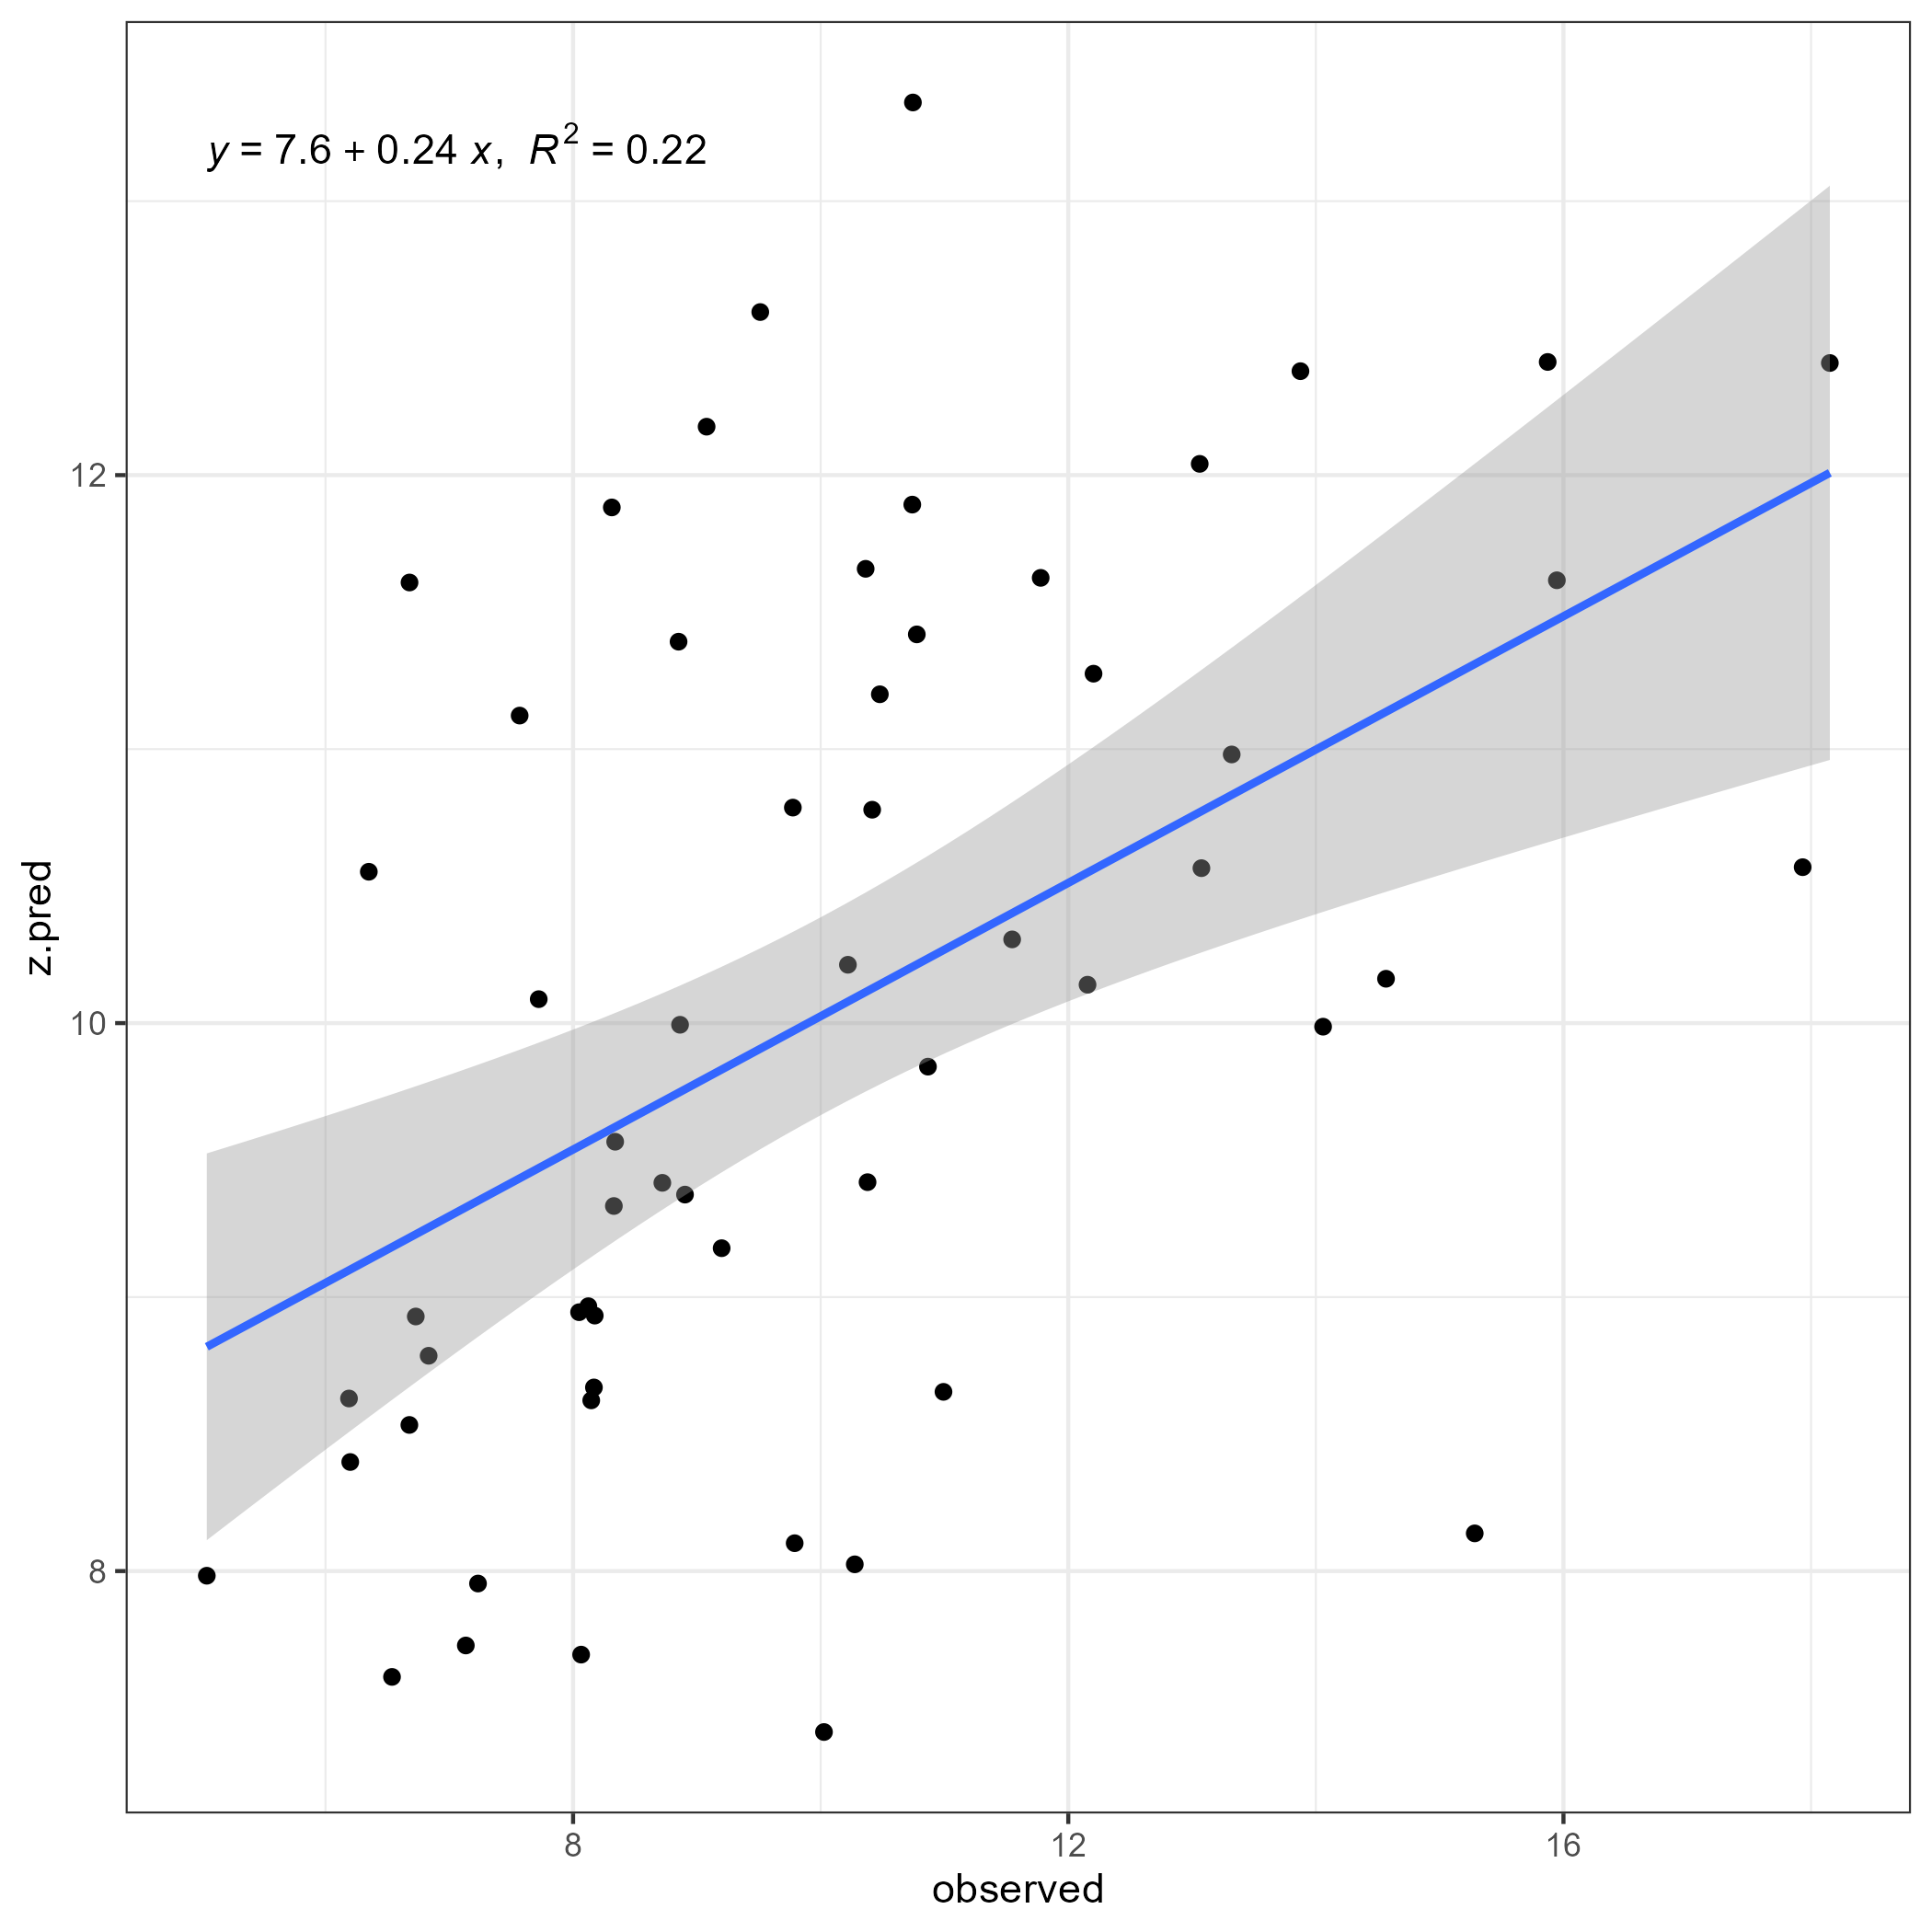 y = 7.6 + 0.24 x, R² = 0.22
12
10
8
z.pred
8 12 16
observed